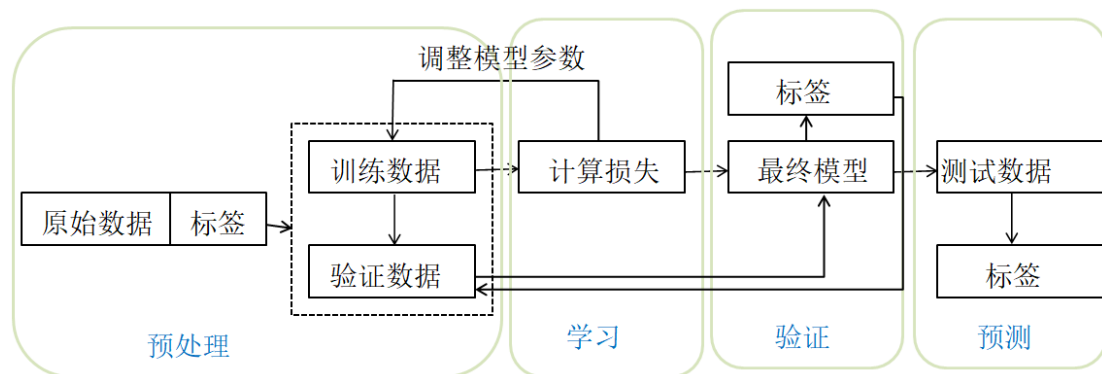 调整模型参数
标签
训练数据
计算损失
最终模型
测试数据
原始数据 标签
验证数据
标签
预处理
学习
验证
预测